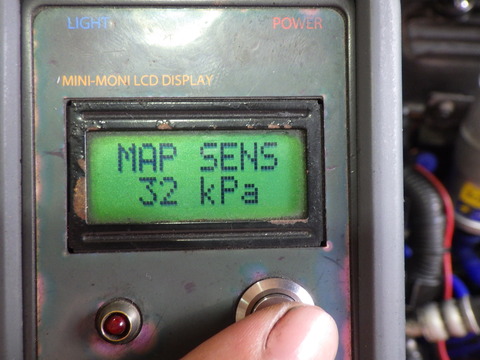 LIGHT
POWER
MINI-MONI LCD DISPLAY
MAP SENS
32 kPa